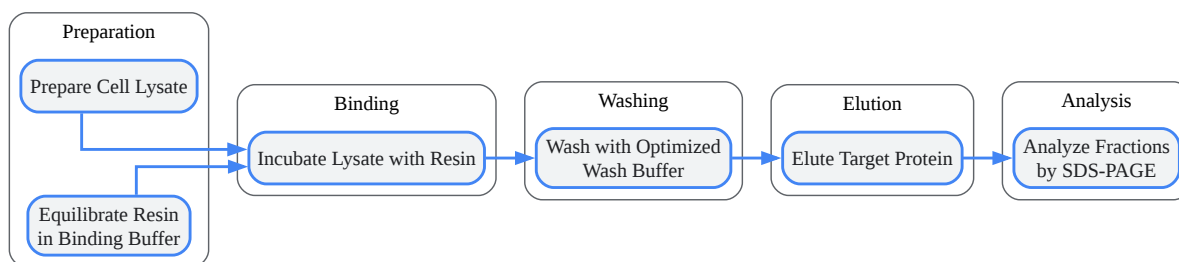 Preparation
Prepare Cell Lysate
Equilibrate Resin
in Binding Buffer
Binding
Incubate Lysate with Resin
Washing
Wash with Optimized
Wash Buffer
Elution
Elute Target Protein
Analysis
Analyze Fractions
by SDS-PAGE